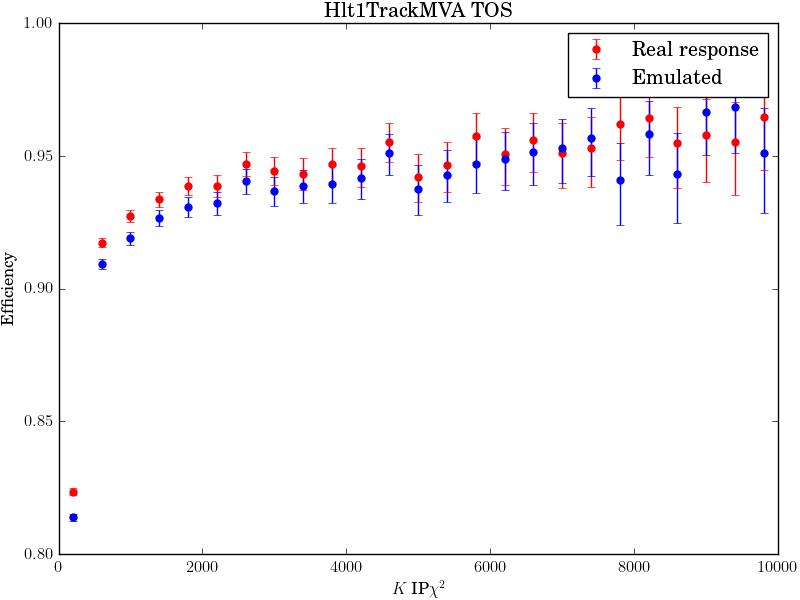 Hlt1TrackMVA TOS
1.00
0.95
0.90
0.85
0.80
Efficiency
Real response
Emulated
0 2000 4000 6000 8000 10000
K IPχ²